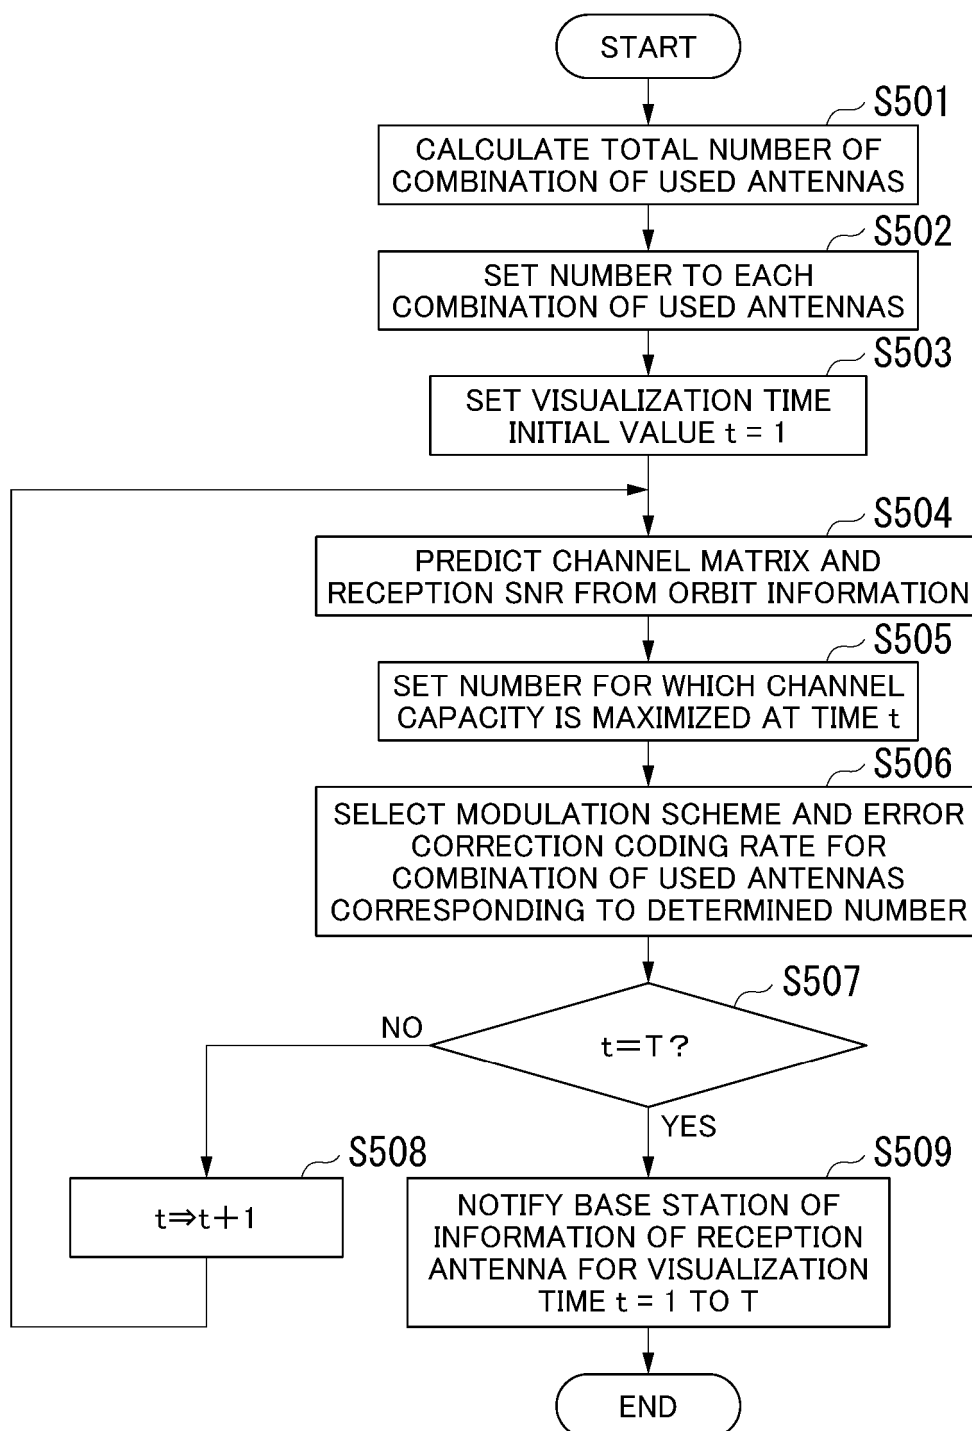 START
S501
CALCULATE TOTAL NUMBER OF
COMBINATION OF USED ANTENNAS
S502
SET NUMBER TO EACH
COMBINATION OF USED ANTENNAS
S503
SET VISUALIZATION TIME
INITIAL VALUE t = 1
S504
PREDICT CHANNEL MATRIX AND
RECEPTION SNR FROM ORBIT INFORMATION
S505
SET NUMBER FOR WHICH CHANNEL
CAPACITY IS MAXIMIZED AT TIME t
S506
SELECT MODULATION SCHEME AND ERROR
CORRECTION CODING RATE FOR
COMBINATION OF USED ANTENNAS
CORRESPONDING TO DETERMINED NUMBER
S507
t=T?
NO
YES
S508
t⇒t+1
S509
NOTIFY BASE STATION OF
INFORMATION OF RECEPTION
ANTENNA FOR VISUALIZATION
TIME t = 1 TO T
END